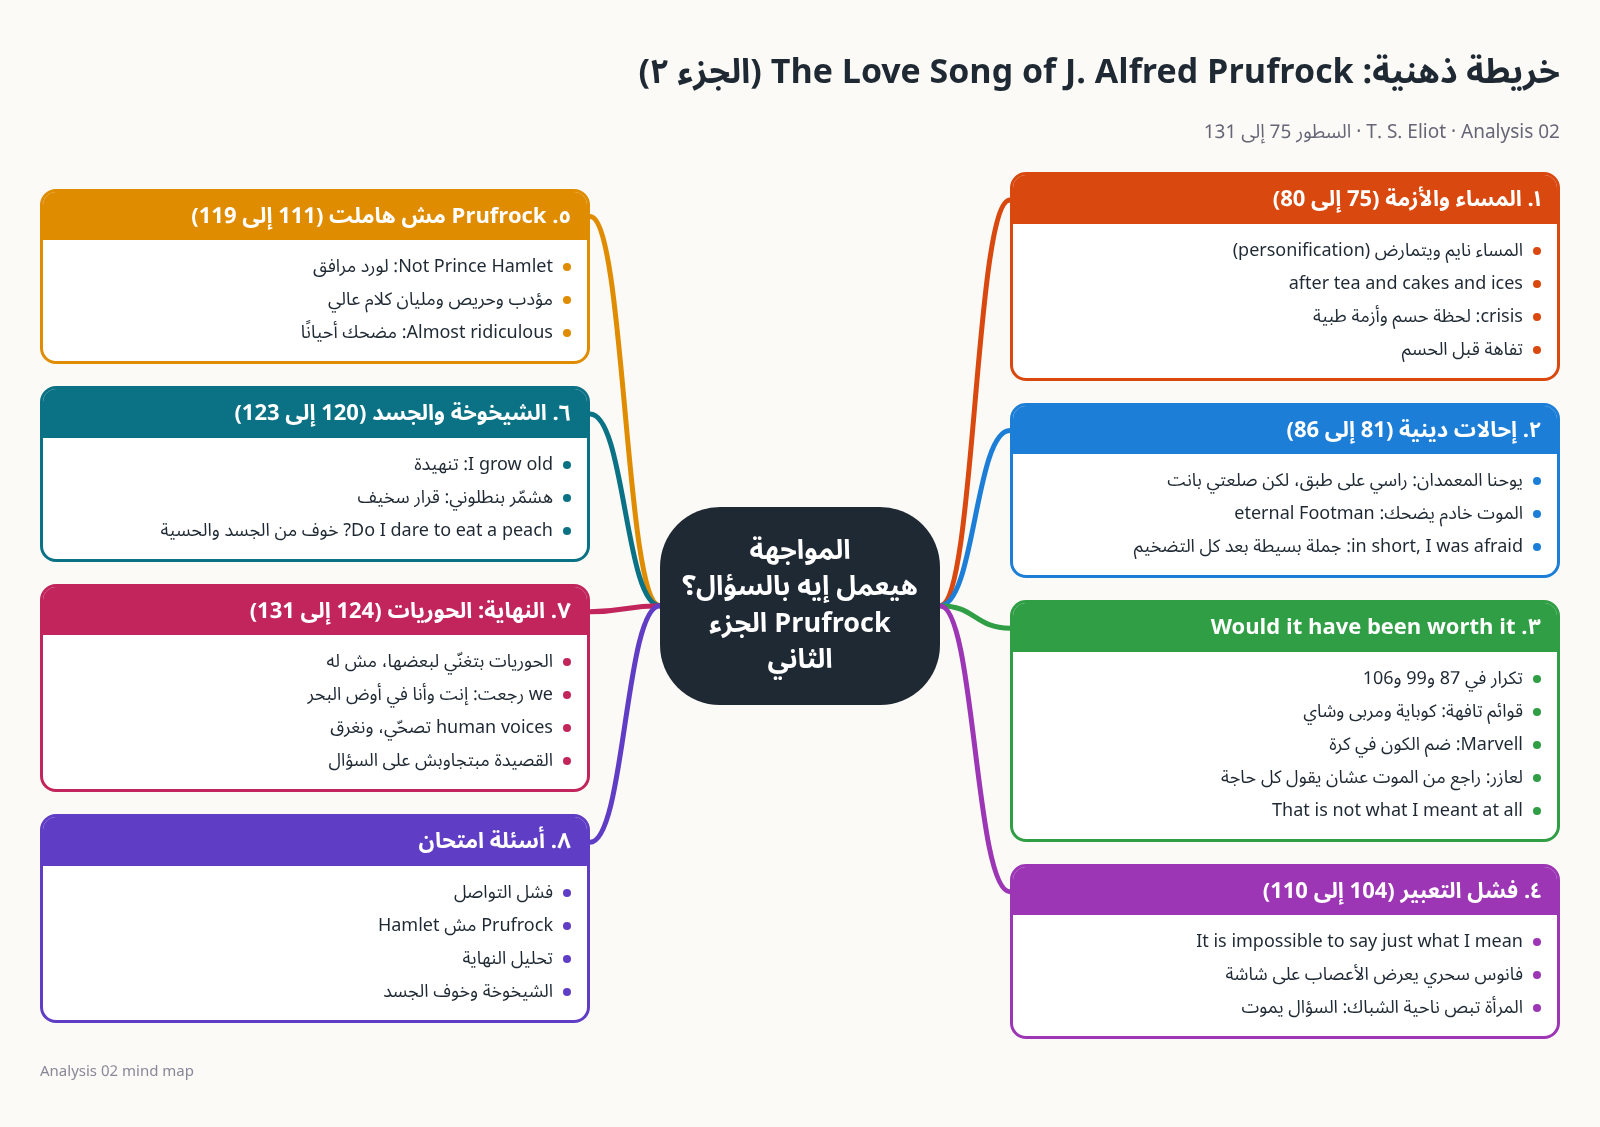 خريطة ذهنية: The Love Song of J. Alfred Prufrock (الجزء ٢)
T. S. Eliot · Analysis 02 · السطور 75 إلى 131
١. المساء والأزمة (75 إلى 80)
المساء نايم ويتمارض (personification)
after tea and cakes and ices
crisis: لحظة حسم وأزمة طبية
تفاهة قبل الحسم
٢. إحالات دينية (81 إلى 86)
يوحنا المعمدان: راسي على طبق، لكن صلعتي بانت
الموت خادم يضحك: eternal Footman
in short, I was afraid: جملة بسيطة بعد كل التضخيم
٣. Would it have been worth it
تكرار في 87 و99 و106
قوائم تافهة: كوباية ومربى وشاي
Marvell: ضم الكون في كرة
لعازر: راجع من الموت عشان يقول كل حاجة
That is not what I meant at all
٤. فشل التعبير (104 إلى 110)
It is impossible to say just what I mean
فانوس سحري يعرض الأعصاب على شاشة
المرأة تبص ناحية الشباك: السؤال يموت
المواجهة
هيعمل إيه بالسؤال؟
Prufrock الجزء
الثاني
٥. Prufrock مش هاملت (111 إلى 119)
Not Prince Hamlet: لورد مرافق
مؤدب وحريص ومليان كلام عالي
Almost ridiculous: مضحك أحيانًا
٦. الشيخوخة والجسد (120 إلى 123)
I grow old: تنهيدة
هشمّر بنطلوني: قرار سخيف
Do I dare to eat a peach? خوف من الجسد والحسية
٧. النهاية: الحوريات (124 إلى 131)
الحوريات بتغنّي لبعضها، مش له
we رجعت: إنت وأنا في أوض البحر
human voices تصحّي، ونغرق
القصيدة مبتجاوبش على السؤال
٨. أسئلة امتحان
فشل التواصل
Prufrock مش Hamlet
تحليل النهاية
الشيخوخة وخوف الجسد
Analysis 02 mind map